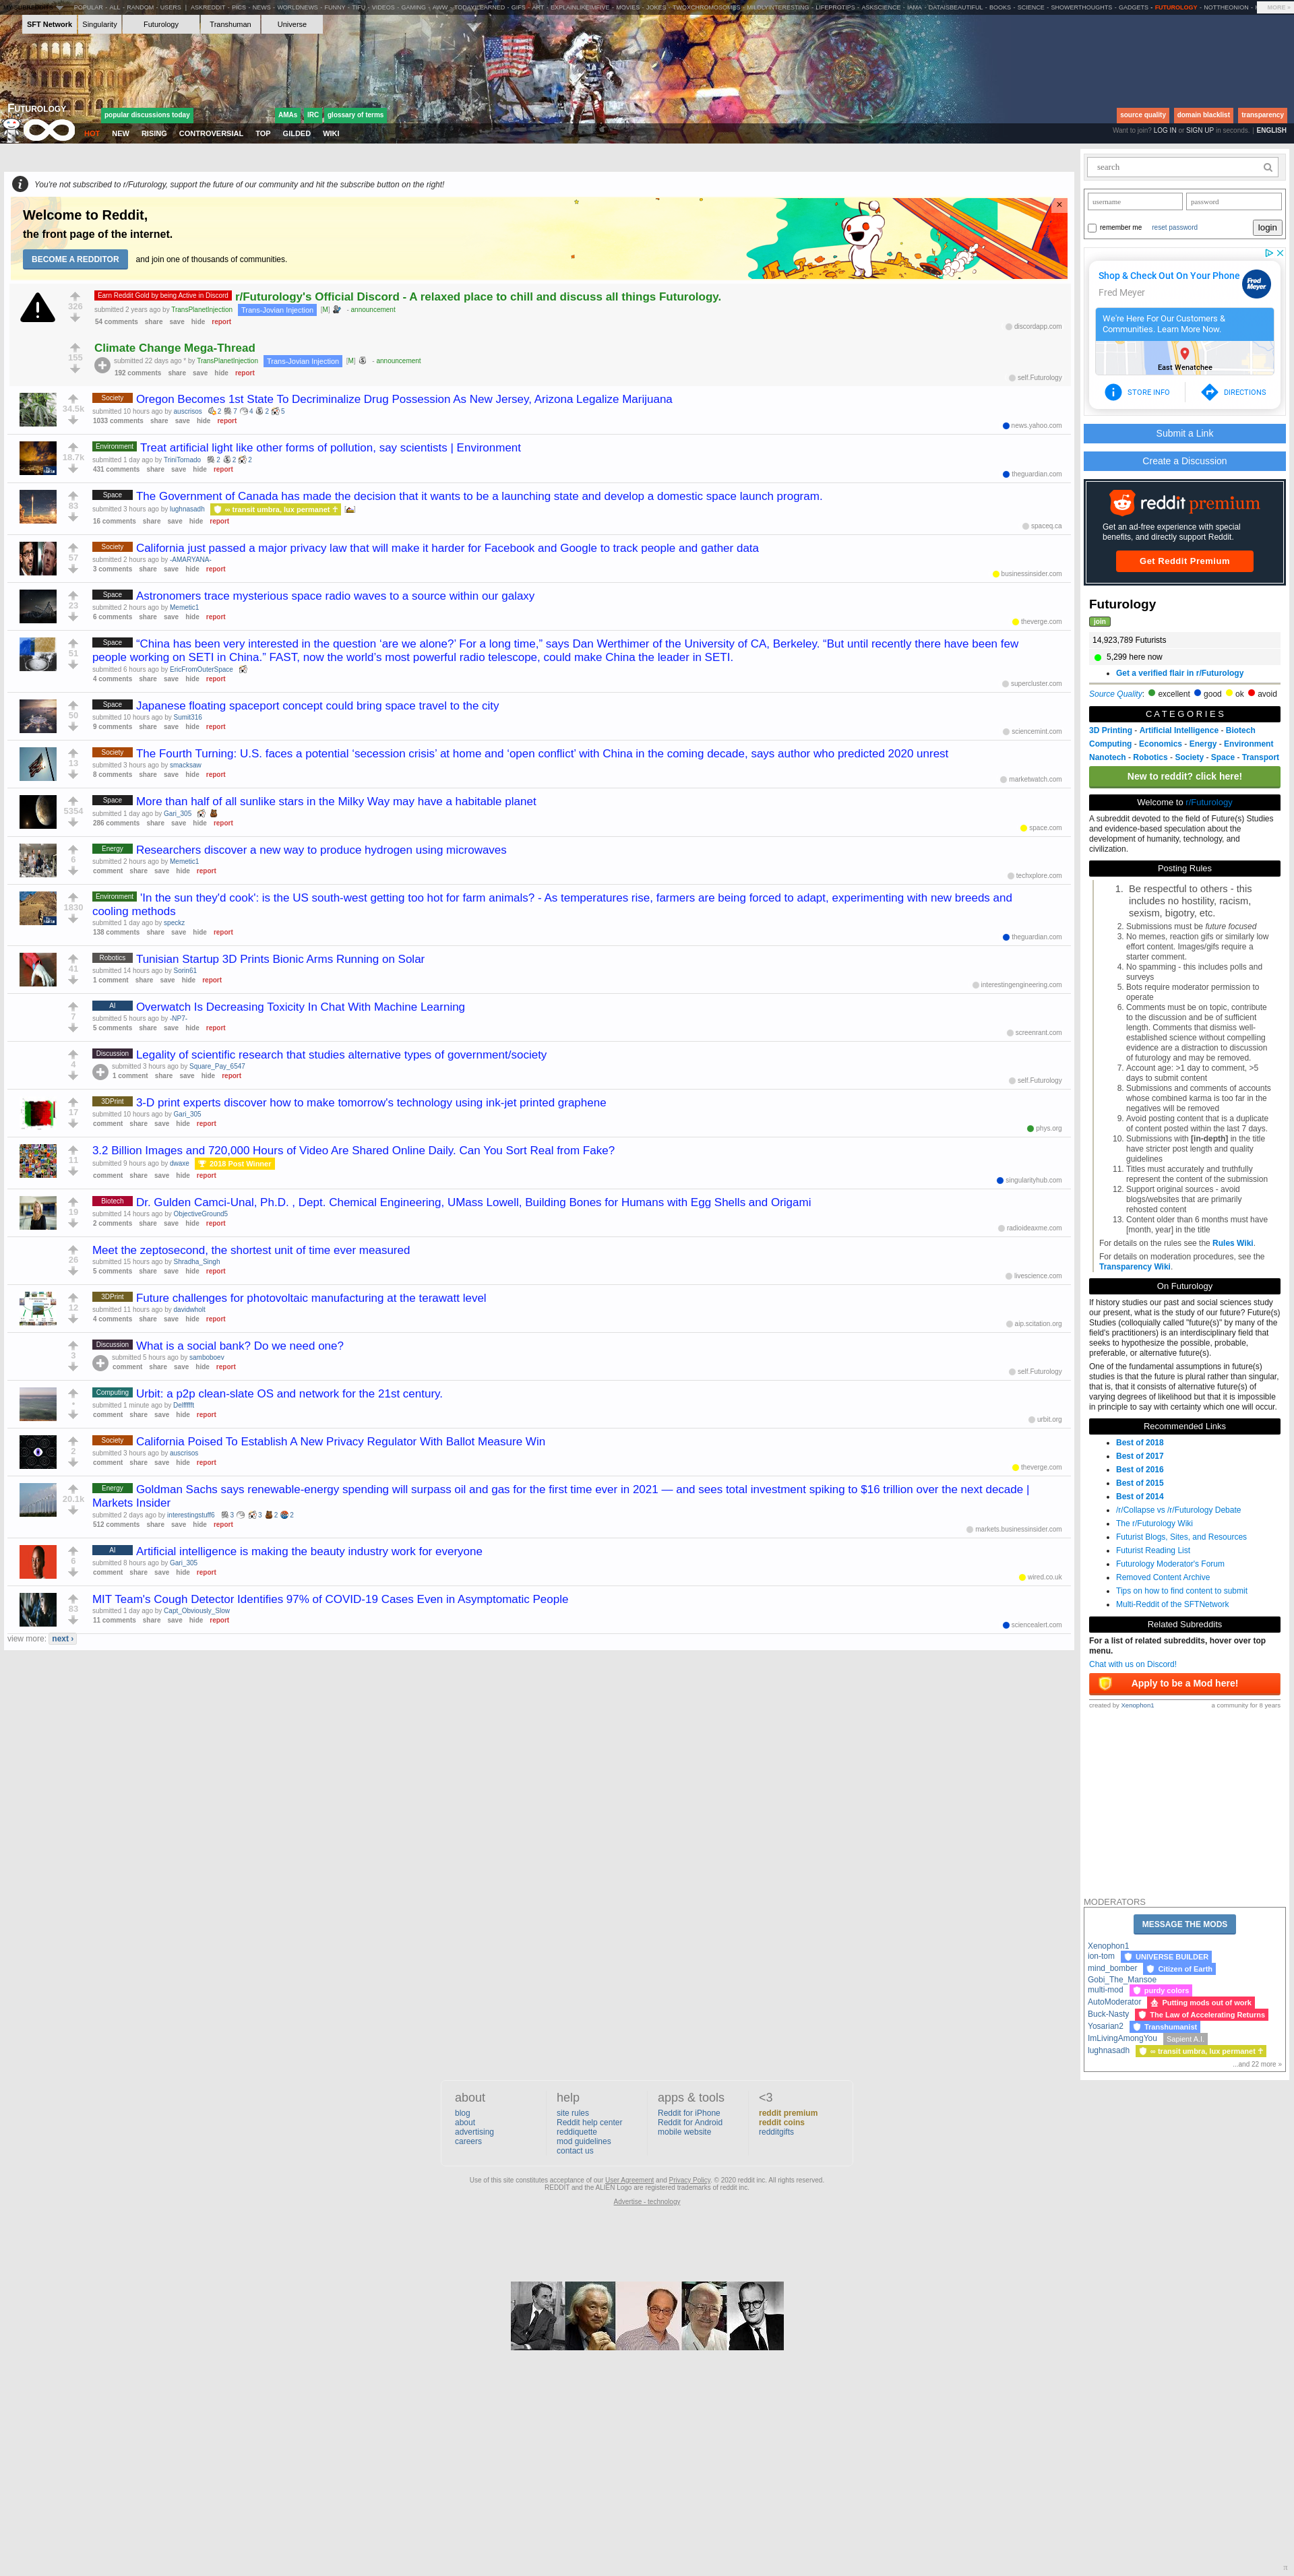 POPULAR - ALL - RANDOM - USERS | ASKREDDIT - PICS - NEWS - WORLDNEWS - FUNNY - TIFU - VIDEOS - GAMING - AWW - TODAYILEARNED - GIFS - ART - EXPLAINLIKEIMFIVE - MOVIES - JOKES - TWOXCHROMOSOMES - MILDLYINTERESTING - LIFEPROTIPS - ASKSCIENCE - IAMA - DATAISBEAUTIFUL - BOOKS - SCIENCE - SHOWERTHOUGHTS - GADGETS - FUTUROLOGY - NOTTHEONION MORE »
SFT Network Singularity Futurology Transhuman Universe
FUTUROLOGY
popular discussions today AMAs IRC glossary of terms source quality domain blacklist transparency
HOT NEW RISING CONTROVERSIAL TOP GILDED WIKI
Want to join? LOG IN or SIGN UP in seconds. | ENGLISH
You're not subscribed to r/Futurology, support the future of our community and hit the subscribe button on the right!
Welcome to Reddit,
the front page of the internet.
BECOME A REDDITOR and join one of thousands of communities.
326
Earn Reddit Gold by being Active in Discord r/Futurology's Official Discord - A relaxed place to chill and discuss all things Futurology.
submitted 2 years ago by TransPlanetInjection Trans-Jovian Injection [M] - announcement
54 comments share save hide report
discordapp.com
155
Climate Change Mega-Thread
submitted 22 days ago * by TransPlanetInjection Trans-Jovian Injection [M] - announcement
192 comments share save hide report
self.Futurology
34.5k
Society Oregon Becomes 1st State To Decriminalize Drug Possession As New Jersey, Arizona Legalize Marijuana
submitted 10 hours ago by auscrisos 2 7 4 2 5
1033 comments share save hide report
news.yahoo.com
18.7k
Environment Treat artificial light like other forms of pollution, say scientists | Environment
submitted 1 day ago by TriniTornado 2 2 2
431 comments share save hide report
theguardian.com
83
Space The Government of Canada has made the decision that it wants to be a launching state and develop a domestic space launch program.
submitted 3 hours ago by lughnasadh ∞ transit umbra, lux permanet ☥
16 comments share save hide report
spaceq.ca
57
Society California just passed a major privacy law that will make it harder for Facebook and Google to track people and gather data
submitted 2 hours ago by -AMARYANA-
3 comments share save hide report
businessinsider.com
23
Space Astronomers trace mysterious space radio waves to a source within our galaxy
submitted 2 hours ago by Memetic1
6 comments share save hide report
theverge.com
51
Space “China has been very interested in the question ‘are we alone?’ For a long time,” says Dan Werthimer of the University of CA, Berkeley. “But until recently there have been few
people working on SETI in China.” FAST, now the world’s most powerful radio telescope, could make China the leader in SETI.
submitted 6 hours ago by EricFromOuterSpace
4 comments share save hide report
supercluster.com
50
Space Japanese floating spaceport concept could bring space travel to the city
submitted 10 hours ago by Sumit316
9 comments share save hide report
sciencemint.com
13
Society The Fourth Turning: U.S. faces a potential ‘secession crisis’ at home and ‘open conflict’ with China in the coming decade, says author who predicted 2020 unrest
submitted 3 hours ago by smacksaw
8 comments share save hide report
marketwatch.com
5354
Space More than half of all sunlike stars in the Milky Way may have a habitable planet
submitted 1 day ago by Gari_305
286 comments share save hide report
space.com
6
Energy Researchers discover a new way to produce hydrogen using microwaves
submitted 2 hours ago by Memetic1
comment share save hide report
techxplore.com
1830
Environment 'In the sun they'd cook': is the US south-west getting too hot for farm animals? - As temperatures rise, farmers are being forced to adapt, experimenting with new breeds and
cooling methods
submitted 1 day ago by speckz
138 comments share save hide report
theguardian.com
41
Robotics Tunisian Startup 3D Prints Bionic Arms Running on Solar
submitted 14 hours ago by Sorin61
1 comment share save hide report
interestingengineering.com
7
AI Overwatch Is Decreasing Toxicity In Chat With Machine Learning
submitted 5 hours ago by -NP7-
5 comments share save hide report
screenrant.com
4
Discussion Legality of scientific research that studies alternative types of government/society
submitted 3 hours ago by Square_Pay_6547
1 comment share save hide report
self.Futurology
17
3DPrint 3-D print experts discover how to make tomorrow's technology using ink-jet printed graphene
submitted 10 hours ago by Gari_305
comment share save hide report
phys.org
11
3.2 Billion Images and 720,000 Hours of Video Are Shared Online Daily. Can You Sort Real from Fake?
submitted 9 hours ago by dwaxe 2018 Post Winner
comment share save hide report
singularityhub.com
19
Biotech Dr. Gulden Camci-Unal, Ph.D. , Dept. Chemical Engineering, UMass Lowell, Building Bones for Humans with Egg Shells and Origami
submitted 14 hours ago by ObjectiveGround5
2 comments share save hide report
radioideaxme.com
26
Meet the zeptosecond, the shortest unit of time ever measured
submitted 15 hours ago by Shradha_Singh
5 comments share save hide report
livescience.com
12
3DPrint Future challenges for photovoltaic manufacturing at the terawatt level
submitted 11 hours ago by davidwholt
4 comments share save hide report
aip.scitation.org
3
Discussion What is a social bank? Do we need one?
submitted 5 hours ago by samboboev
comment share save hide report
self.Futurology
•
Computing Urbit: a p2p clean-slate OS and network for the 21st century.
submitted 1 minute ago by Delffffft
comment share save hide report
urbit.org
2
Society California Poised To Establish A New Privacy Regulator With Ballot Measure Win
submitted 3 hours ago by auscrisos
comment share save hide report
theverge.com
20.1k
Energy Goldman Sachs says renewable-energy spending will surpass oil and gas for the first time ever in 2021 — and sees total investment spiking to $16 trillion over the next decade |
Markets Insider
submitted 2 days ago by interestingstuff6 3 3 2 2
512 comments share save hide report
markets.businessinsider.com
6
AI Artificial intelligence is making the beauty industry work for everyone
submitted 8 hours ago by Gari_305
comment share save hide report
wired.co.uk
83
MIT Team's Cough Detector Identifies 97% of COVID-19 Cases Even in Asymptomatic People
submitted 1 day ago by Capt_Obviously_Slow
11 comments share save hide report
sciencealert.com
view more: next ›
search
username password
remember me reset password login
Shop & Check Out On Your Phone
Fred Meyer
Fred Meyer
We're Here For Our Customers &
Communities. Learn More Now.
East Wenatchee
STORE INFO DIRECTIONS
Submit a Link
Create a Discussion
reddit premium
Get an ad-free experience with special
benefits, and directly support Reddit.
Get Reddit Premium
Futurology
join
14,923,789 Futurists
5,299 here now
Get a verified flair in r/Futurology
Source Quality: excellent good ok avoid
CATEGORIES
3D Printing - Artificial Intelligence - Biotech
Computing - Economics - Energy - Environment
Nanotech - Robotics - Society - Space - Transport
New to reddit? click here!
Welcome to r/Futurology
A subreddit devoted to the field of Future(s) Studies
and evidence-based speculation about the
development of humanity, technology, and
civilization.
Posting Rules
1. Be respectful to others - this
includes no hostility, racism,
sexism, bigotry, etc.
2. Submissions must be future focused
3. No memes, reaction gifs or similarly low
effort content. Images/gifs require a
starter comment.
4. No spamming - this includes polls and
surveys
5. Bots require moderator permission to
operate
6. Comments must be on topic, contribute
to the discussion and be of sufficient
length. Comments that dismiss well-
established science without compelling
evidence are a distraction to discussion
of futurology and may be removed.
7. Account age: >1 day to comment, >5
days to submit content
8. Submissions and comments of accounts
whose combined karma is too far in the
negatives will be removed
9. Avoid posting content that is a duplicate
of content posted within the last 7 days.
10. Submissions with [in-depth] in the title
have stricter post length and quality
guidelines
11. Titles must accurately and truthfully
represent the content of the submission
12. Support original sources - avoid
blogs/websites that are primarily
rehosted content
13. Content older than 6 months must have
[month, year] in the title
For details on the rules see the Rules Wiki.
For details on moderation procedures, see the
Transparency Wiki.
On Futurology
If history studies our past and social sciences study
our present, what is the study of our future? Future(s)
Studies (colloquially called "future(s)" by many of the
field's practitioners) is an interdisciplinary field that
seeks to hypothesize the possible, probable,
preferable, or alternative future(s).
One of the fundamental assumptions in future(s)
studies is that the future is plural rather than singular,
that is, that it consists of alternative future(s) of
varying degrees of likelihood but that it is impossible
in principle to say with certainty which one will occur.
Recommended Links
Best of 2018
Best of 2017
Best of 2016
Best of 2015
Best of 2014
/r/Collapse vs /r/Futurology Debate
The r/Futurology Wiki
Futurist Blogs, Sites, and Resources
Futurist Reading List
Futurology Moderator's Forum
Removed Content Archive
Tips on how to find content to submit
Multi-Reddit of the SFTNetwork
Related Subreddits
For a list of related subreddits, hover over top
menu.
Chat with us on Discord!
Apply to be a Mod here!
created by Xenophon1 a community for 8 years
MODERATORS
MESSAGE THE MODS
Xenophon1
ion-tom UNIVERSE BUILDER
mind_bomber Citizen of Earth
Gobi_The_Mansoe
multi-mod purdy colors
AutoModerator Putting mods out of work
Buck-Nasty The Law of Accelerating Returns
Yosarian2 Transhumanist
ImLivingAmongYou Sapient A.I.
lughnasadh ∞ transit umbra, lux permanet ☥
...and 22 more »
about
blog
about
advertising
careers
help
site rules
Reddit help center
reddiquette
mod guidelines
contact us
apps & tools
Reddit for iPhone
Reddit for Android
mobile website
<3
reddit premium
reddit coins
redditgifts
Use of this site constitutes acceptance of our User Agreement and Privacy Policy. © 2020 reddit inc. All rights reserved.
REDDIT and the ALIEN Logo are registered trademarks of reddit inc.
Advertise - technology
π